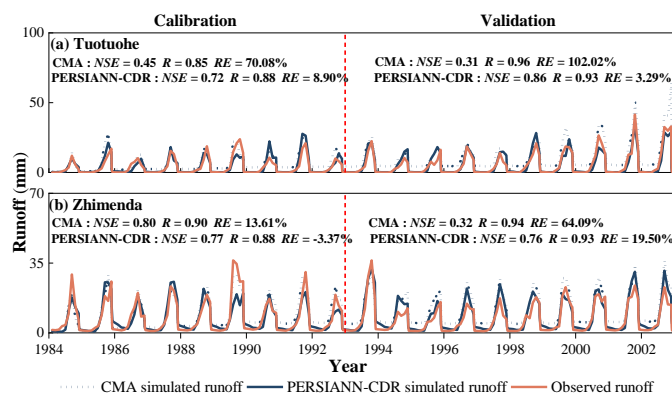 Calibration Validation
100
(a) Tuotuohe
CMA : NSE = 0.45 R = 0.85 RE = 70.08% CMA : NSE = 0.31 R = 0.96 RE = 102.02%
PERSIANN-CDR : NSE = 0.72 R = 0.88 RE = 8.90% PERSIANN-CDR : NSE = 0.86 R = 0.93 RE = 3.29%
50
0
Runoff (mm)
70
(b) Zhimenda
CMA : NSE = 0.80 R = 0.90 RE = 13.61% CMA : NSE = 0.32 R = 0.94 RE = 64.09%
PERSIANN-CDR : NSE = 0.77 R = 0.88 RE = -3.37% PERSIANN-CDR : NSE = 0.76 R = 0.93 RE = 19.50%
35
0
1984 1986 1988 1990 1992 1994 1996 1998 2000 2002
Year
CMA simulated runoff PERSIANN-CDR simulated runoff Observed runoff